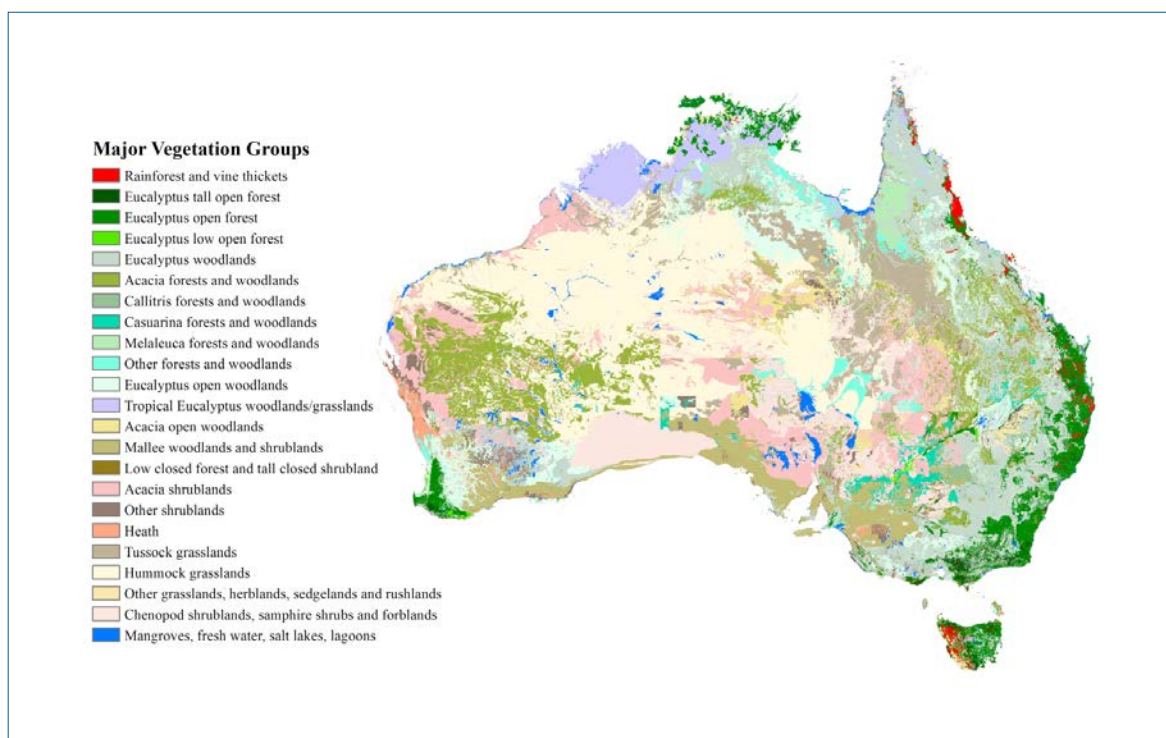 Major Vegetation Groups
Rainforest and vine thickets
Eucalyptus tall open forest
Eucalyptus open forest
Eucalyptus low open forest
Eucalyptus woodlands
Acacia forests and woodlands
Callitris forests and woodlands
Casuarina forests and woodlands
Melaleuca forests and woodlands
Other forests and woodlands
Eucalyptus open woodlands
Tropical Eucalyptus woodlands/grasslands
Acacia open woodlands
Mallee woodlands and shrublands
Low closed forest and tall closed shrubland
Acacia shrublands
Other shrublands
Heath
Tussock grasslands
Hummock grasslands
Other grasslands, herblands, sedgelands and rushlands
Chenopod shrublands, samphire shrubs and forblands
Mangroves, fresh water, salt lakes, lagoons